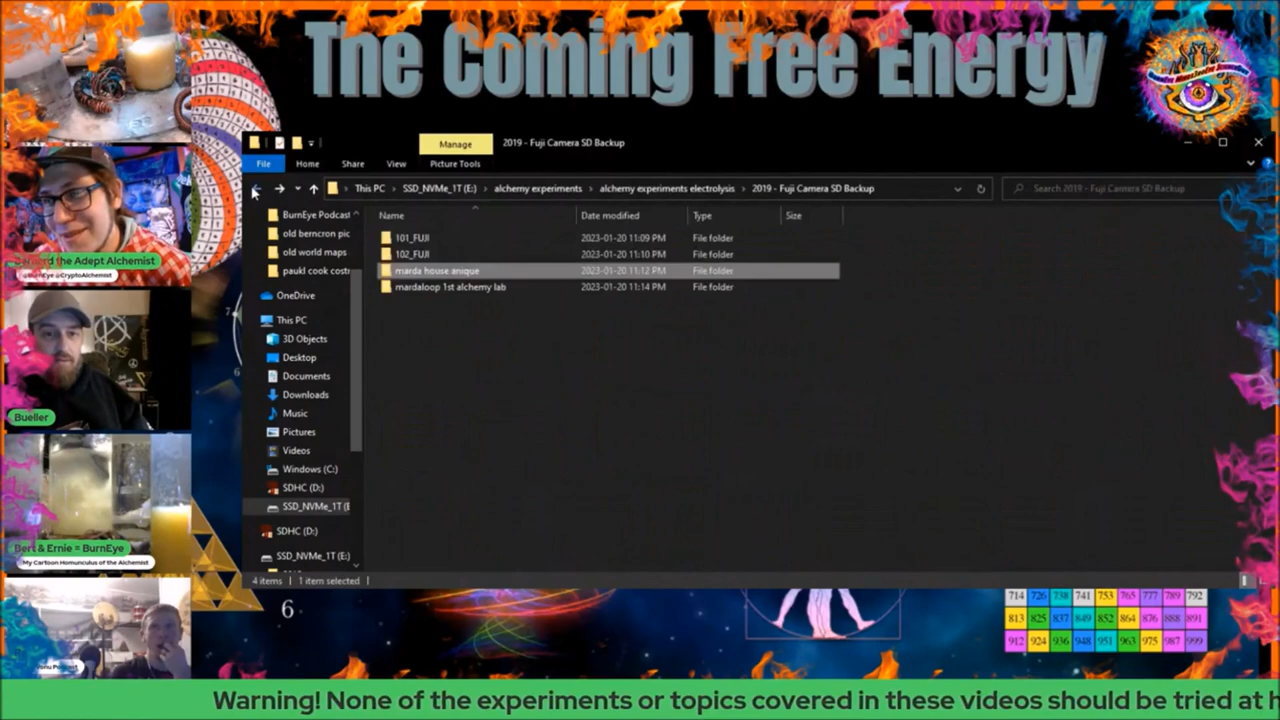 The Coming Free Energy
Manage
2019 - Fuji Camera SD Backup
File
Home
Share
View
Picture Tools
This PC
SSD_NVMe_1T (E:)
alchemy experiments
alchemy experiments electrolysis
2019 - Fuji Camera SD Backup
Search 2019 - Fuji Camera SD Backup
Name
Date modified
Type
Size
101_FUJI
2023-01-20 11:09 PM
File folder
102_FUJI
2023-01-20 11:10 PM
File folder
marda house anique
2023-01-20 11:12 PM
File folder
mardaloop 1st alchemy lab
2023-01-20 11:14 PM
File folder
BurnEye Podcast
old berncron pic
old world maps
paukl cook cost
OneDrive
This PC
3D Objects
Desktop
Documents
Downloads
Music
Pictures
Videos
Windows (C:)
SDHC (D:)
SSD_NVMe_1T (E
SDHC (D:)
SSD_NVMe_1T (E:)
4 items
1 item selected
the Adept Alchemist
@BurnEye @CryptoAlchemist
Bueller
Bert & Ernie = BurnEye
My Cartoon Homunculus of the Alchemist
Podcast
6
714 726 738 741 753 765 777 789 792
813 825 837 849 852 864 876 888 891
912 924 936 948 951 963 975 987 999
Warning! None of the experiments or topics covered in these videos should be tried at h